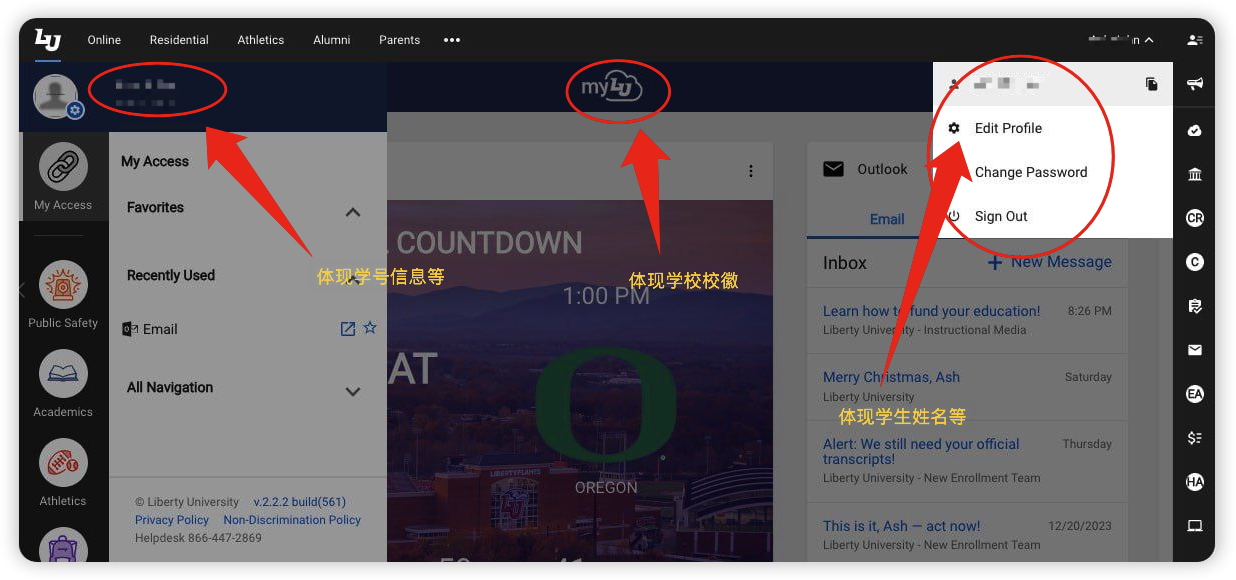 LU
Online Residential Athletics Alumni Parents •••
my LU
Edit Profile
Change Password
Sign Out
My Access
My Access
Favorites
Recently Used
Email
All Navigation
Public Safety
Academics
Athletics
© Liberty University v.2.2.2 build(561)
Privacy Policy Non-Discrimination Policy
Helpdesk 866-447-2869
体现学号信息等
体现学校校徽
体现学生姓名等
COUNTDOWN
1:00 PM
AT
LIBERTY FLAMES
OREGON
Outlook
Email
Inbox
+ New Message
Learn how to fund your education! 8:26 PM
Liberty University - Instructional Media
Merry Christmas, Ash Saturday
Liberty University
Alert: We still need your official Thursday
transcripts!
Liberty University - New Enrollment Team
This is it, Ash — act now! 12/20/2023
Liberty University - New Enrollment Team
CR
C
EA
HA